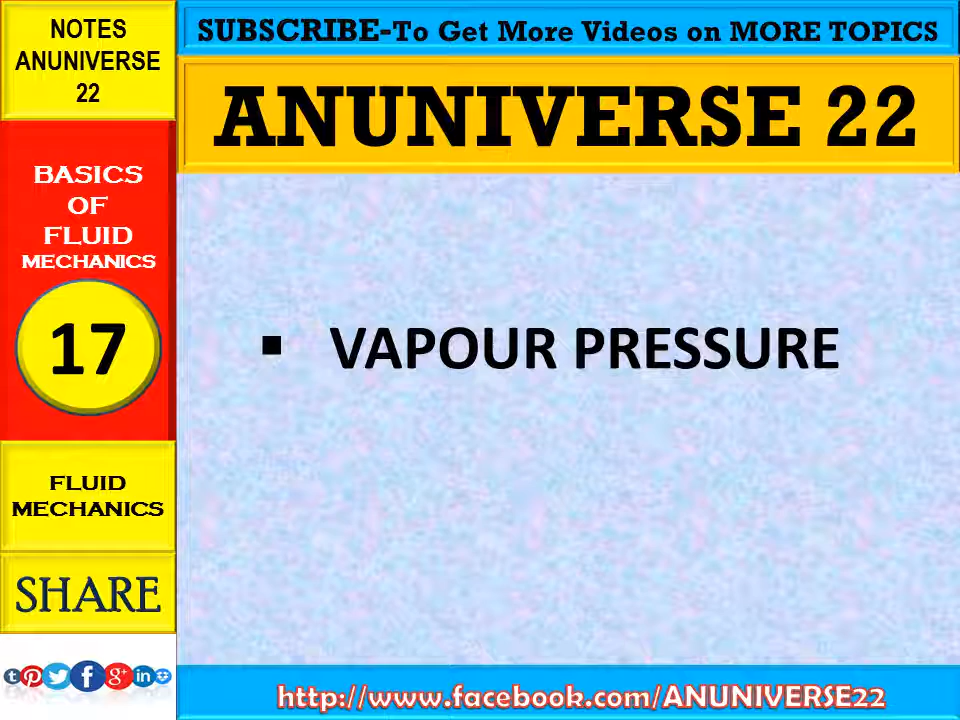 NOTES
ANUNIVERSE
22
SUBSCRIBE-To Get More Videos on MORE TOPICS
ANUNIVERSE 22
BASICS
OF
FLUID
MECHANICS
17
▪ VAPOUR PRESSURE
FLUID
MECHANICS
SHARE
t P f g+ in
http://www.facebook.com/ANUNIVERSE22